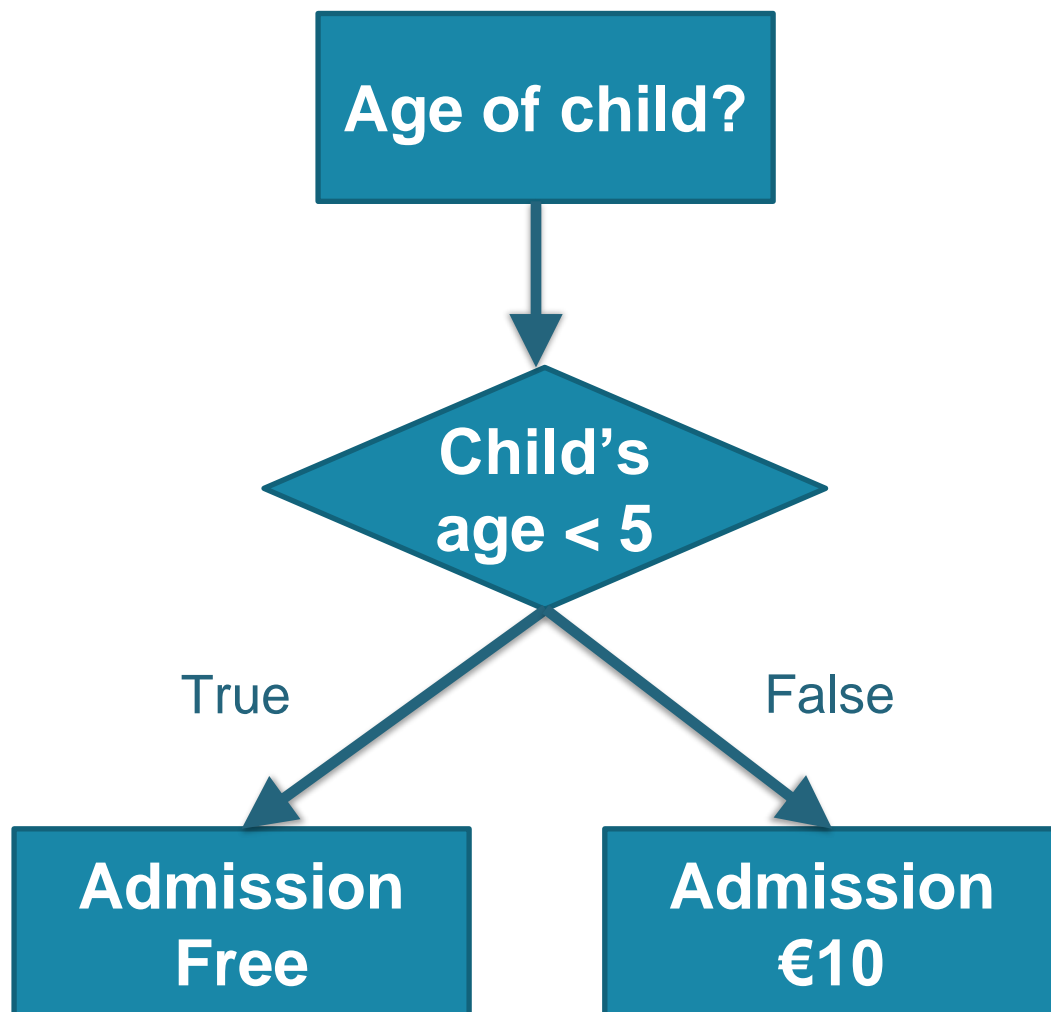 Age of child?
Child’s
age < 5
True
False
Admission
Free
Admission
€10